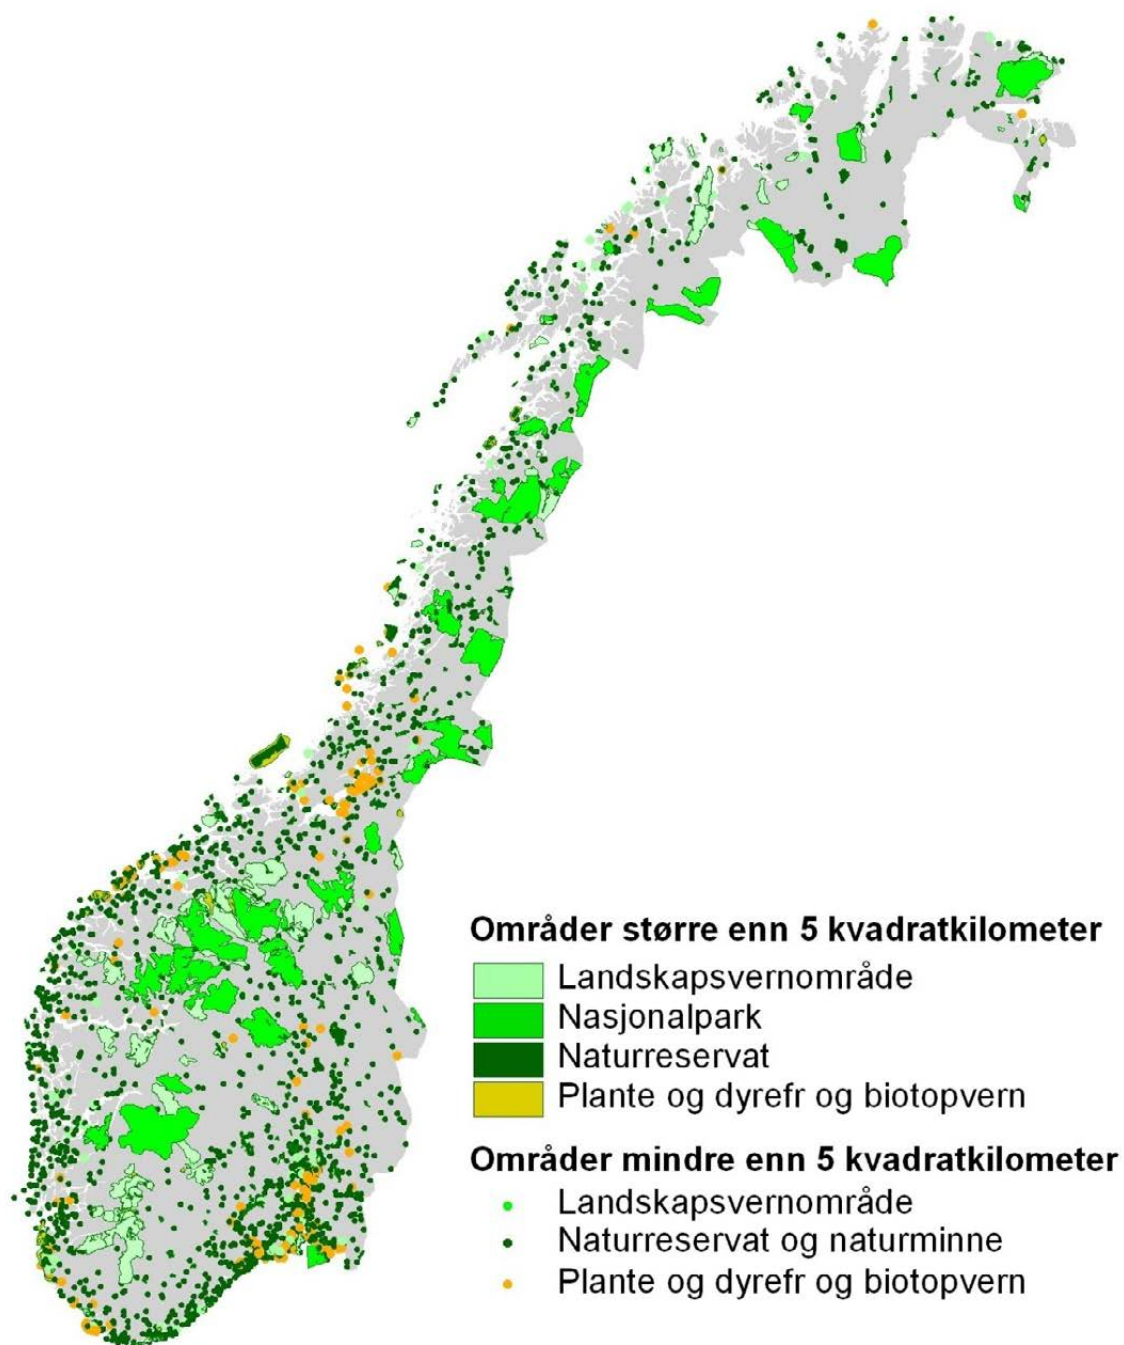 Områder større enn 5 kvadratkilometer
Landskapsvernområde
Nasjonalpark
Naturreservat
Plante og dyrefr og biotopvern
Områder mindre enn 5 kvadratkilometer
Landskapsvernområde
Naturreservat og naturminne
Plante og dyrefr og biotopvern